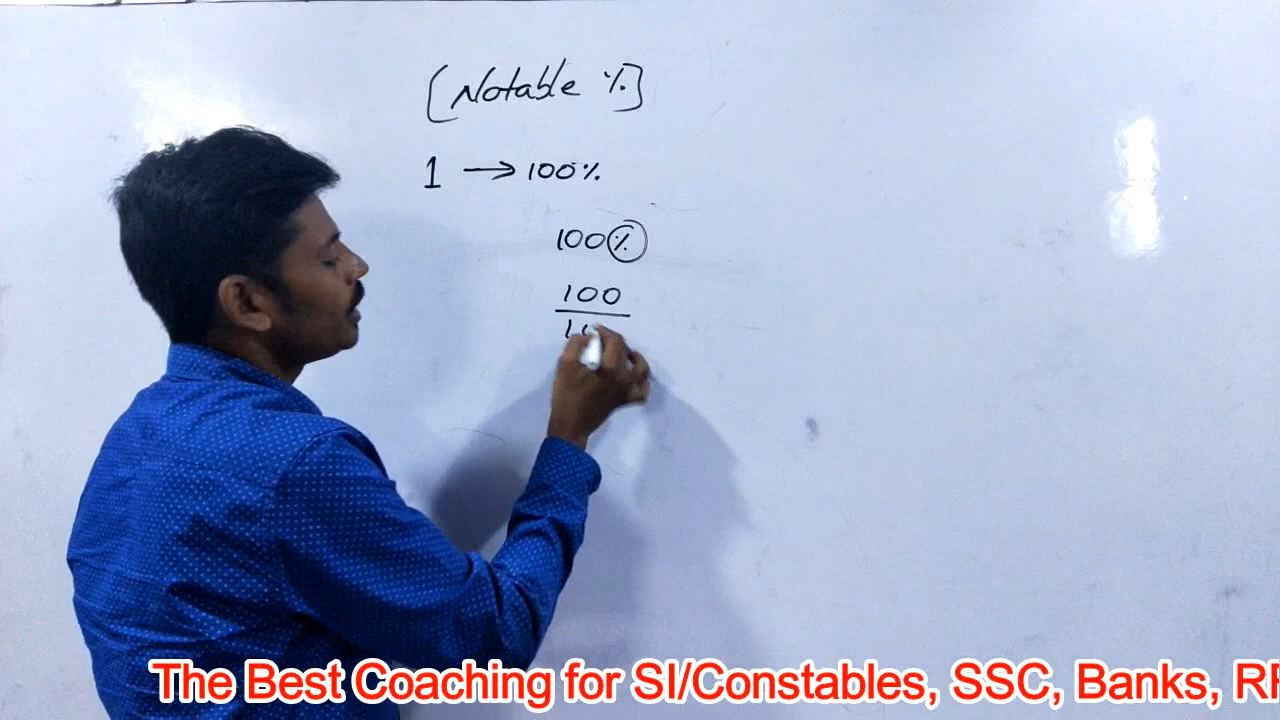 [Notable %]
1 → 100%
100%
100
The Best Coaching for SI/Constables, SSC, Banks,